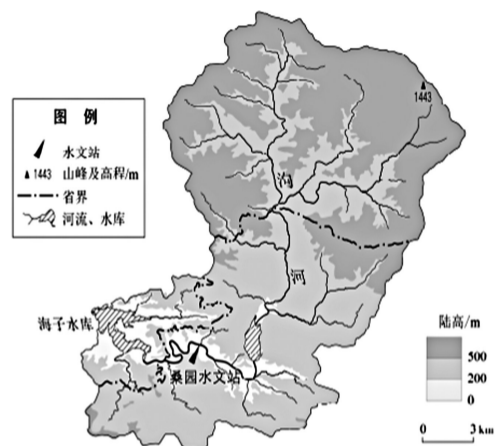 图 例
水文站
1443 山峰及高程/m
省界
河流、水库
1443
沟
河
海子水库
桑园水文站
陆高/m
500
200
0
0 3 km